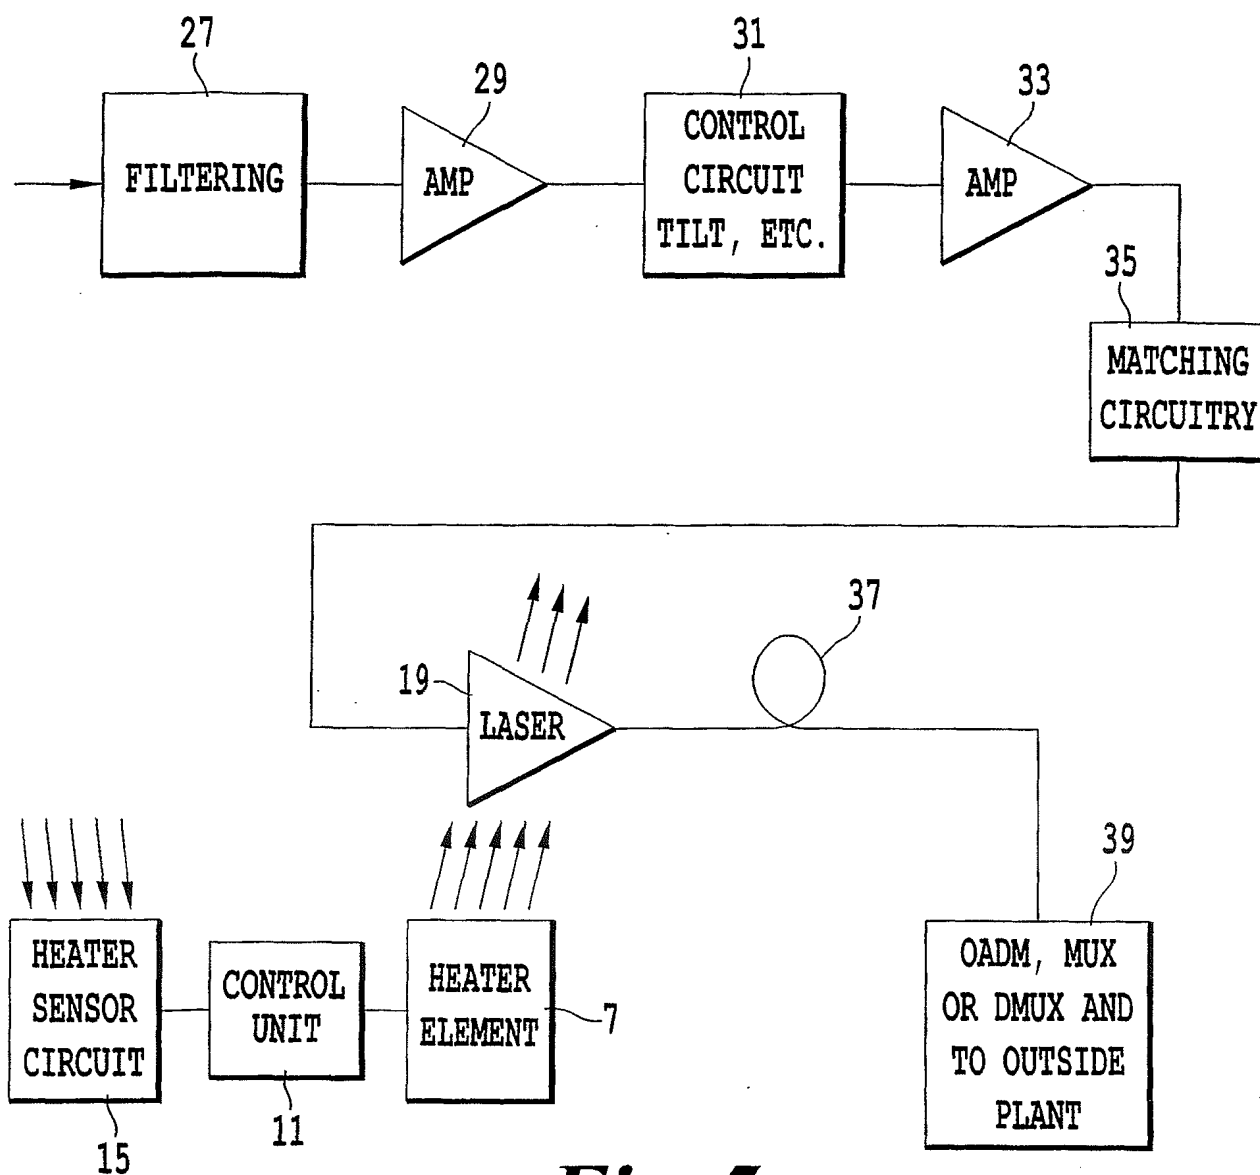 27
29
31
33
FILTERING
AMP
CONTROL
CIRCUIT
TILT, ETC.
AMP
35
MATCHING
CIRCUITRY
37
19
LASER
39
HEATER
SENSOR
CIRCUIT
CONTROL
UNIT
HEATER
ELEMENT
7
OADM, MUX
OR DMUX AND
TO OUTSIDE
PLANT
11
15